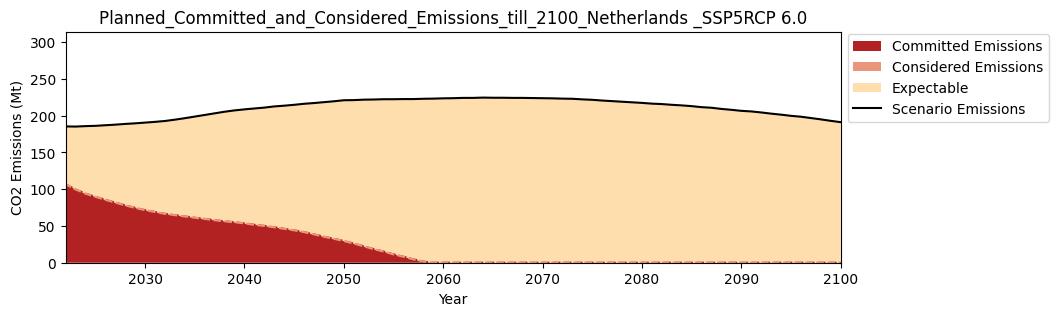 Planned_Committed_and_Considered_Emissions_till_2100_Netherlands _SSP5RCP 6.0
300
250
200
150
100
50
0
CO2 Emissions (Mt)
2030 2040 2050 2060 2070 2080 2090 2100
Year
Committed Emissions
Considered Emissions
Expectable
Scenario Emissions